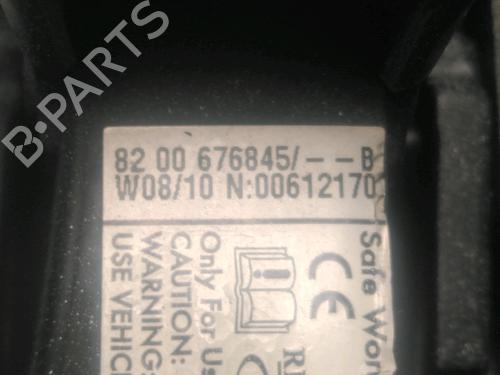 B-PARTS
82 00 676845/--B
W08/10 N:00612170
Safe Wor
CE
Only For Us
CAUTION:
WARNING
USE VEHIC